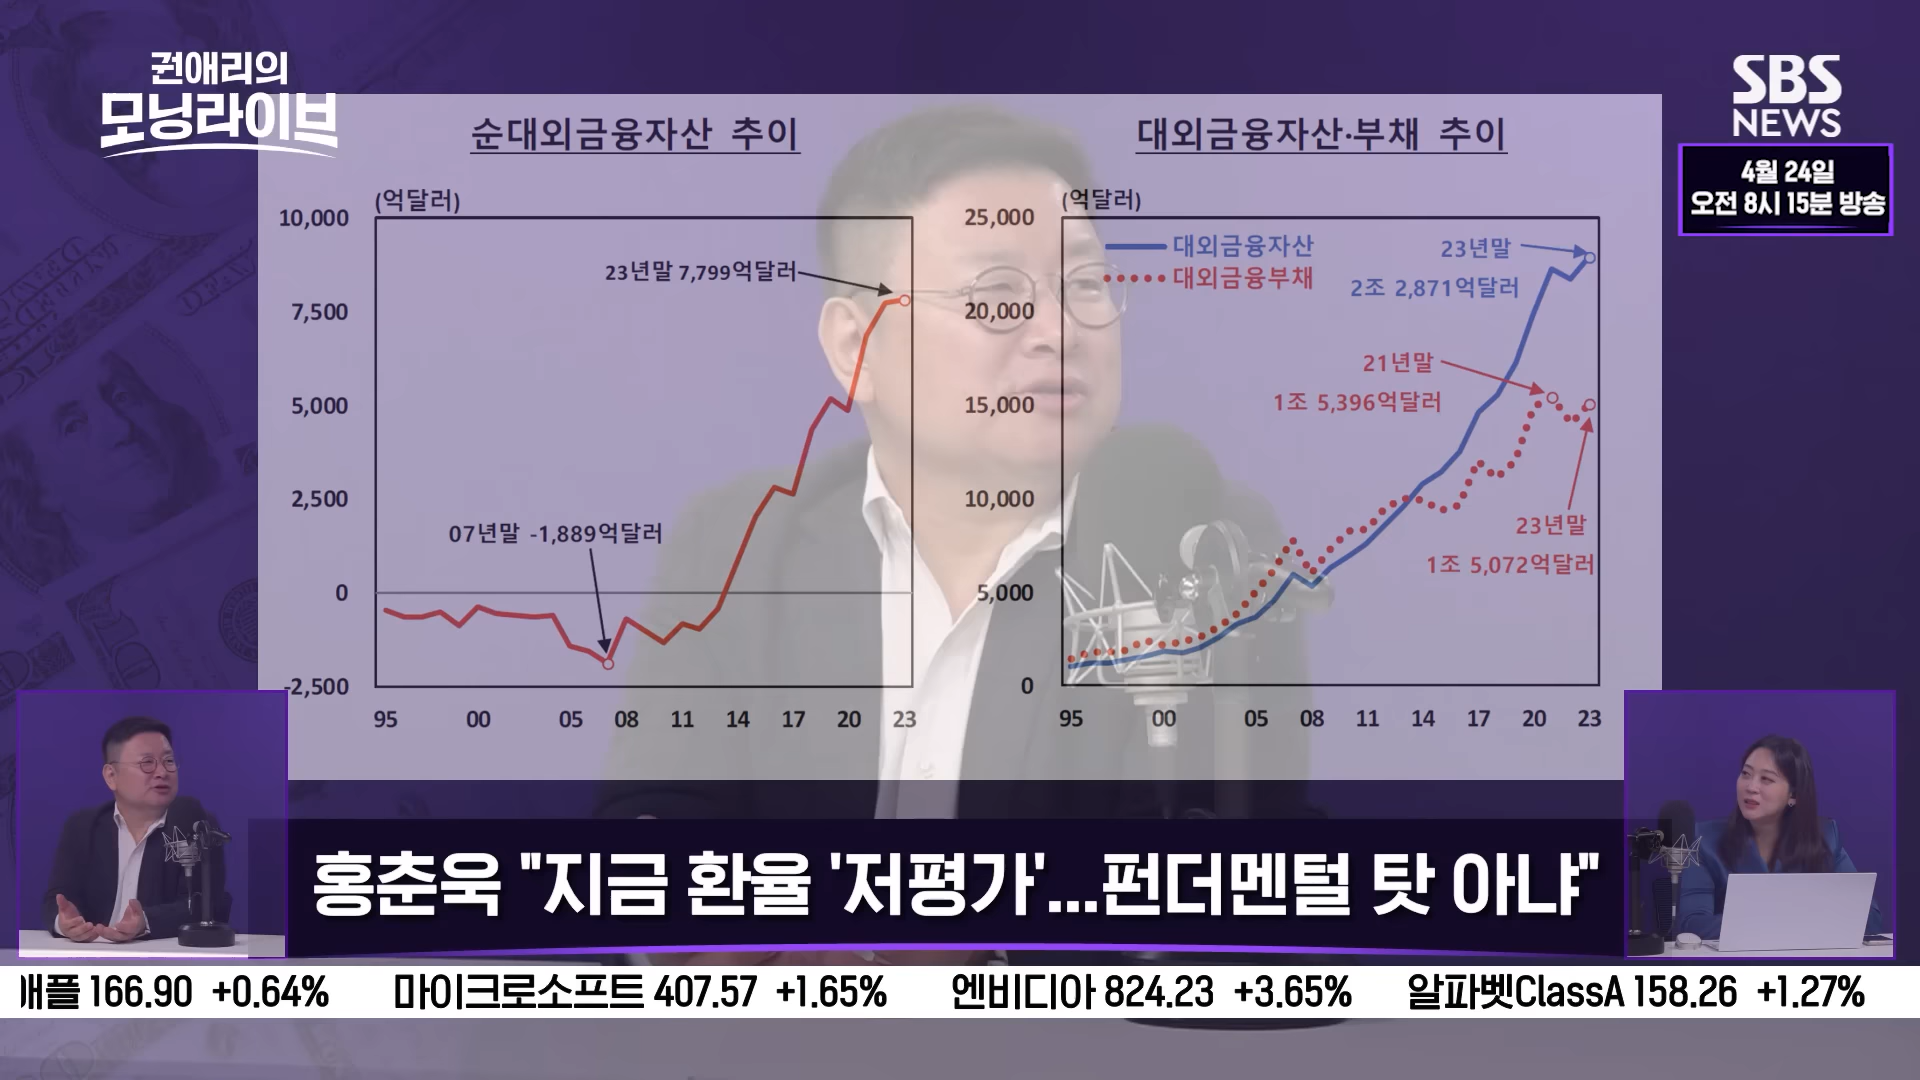 권애리의
모닝라이브
SBS
NEWS
4월 24일
오전 8시 15분 방송
순대외금융자산 추이
(억달러)
10,000
7,500
5,000
2,500
0
-2,500
23년말 7,799억달러
07년말 -1,889억달러
95 00 05 08 11 14 17 20 23
대외금융자산·부채 추이
(억달러)
25,000
20,000
15,000
10,000
5,000
0
대외금융자산
대외금융부채
23년말
2조 2,871억달러
21년말
1조 5,396억달러
23년말
1조 5,072억달러
95 00 05 08 11 14 17 20 23
홍춘욱 "지금 환율 '저평가'...펀더멘털 탓 아냐"
애플 166.90 +0.64% 마이크로소프트 407.57 +1.65% 엔비디아 824.23 +3.65% 알파벳ClassA 158.26 +1.27%